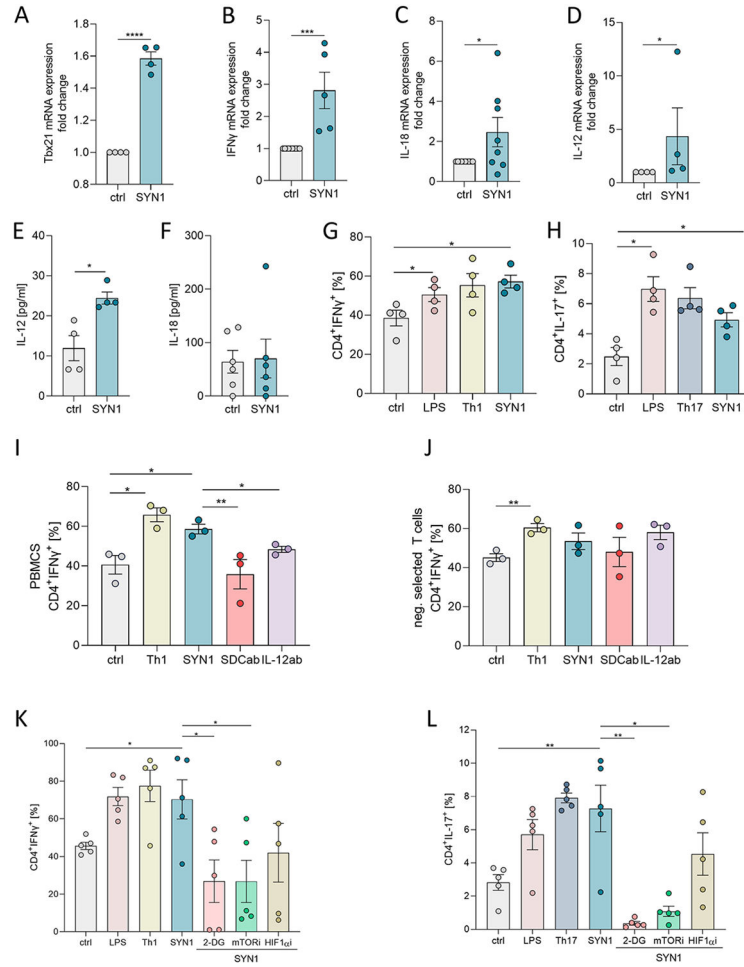 A
Tbx21 mRNA expression
fold change
1.8
1.6
1.4
1.2
1.0
0.8
****
ctrl SYN1
B
IFNγ mRNA expression
fold change
5
4
3
2
1
0
***
ctrl SYN1
C
IL-18 mRNA expression
fold change
8
6
4
2
0
*
ctrl SYN1
D
IL-12 mRNA expression
fold change
15
10
5
0
*
ctrl SYN1
E
IL-12 [pg/ml]
40
30
20
10
0
*
ctrl SYN1
F
IL-18 [pg/ml]
300
200
100
0
ctrl SYN1
G
CD4⁺IFNγ⁺ [%]
80
60
40
20
0
*
*
ctrl LPS Th1 SYN1
H
CD4⁺IL-17⁺ [%]
12
10
8
6
4
2
0
*
*
ctrl LPS Th17 SYN1
I
PBMCS
CD4⁺IFNγ⁺ [%]
80
60
40
20
0
*
*
*
**
ctrl Th1 SYN1 SDCab IL-12ab
J
neg. selected T cells
CD4⁺IFNγ⁺ [%]
80
60
40
20
0
**
ctrl Th1 SYN1 SDCab IL-12ab
K
CD4⁺IFNγ⁺ [%]
100
80
60
40
20
0
*
*
*
ctrl LPS Th1 SYN1 2-DG mTORi HIF1αi
SYN1
L
CD4⁺IL-17⁺ [%]
12
10
8
6
4
2
0
*
**
**
ctrl LPS Th17 SYN1 2-DG mTORi HIF1αi
SYN1